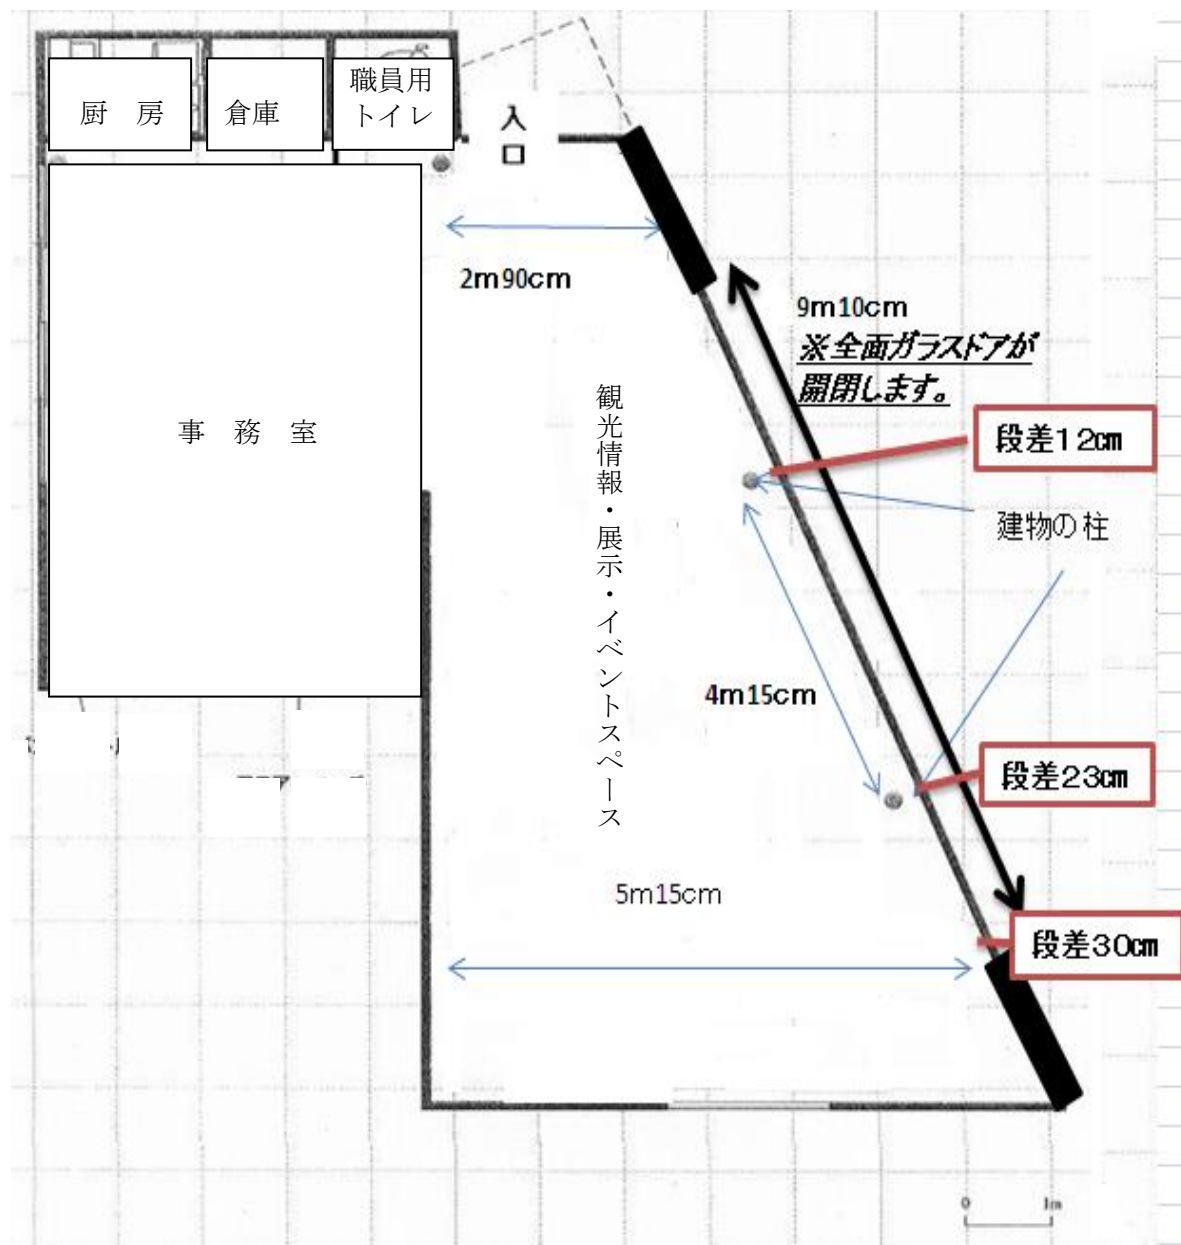 厨　房
倉庫
職員用
トイレ
入
口
2m90cm
9m10cm
※全面ガラスドアが
開閉します。
事　務　室
観光情報・展示・イベントスペース
段差12㎝
建物の柱
4m15cm
段差23㎝
5m15cm
段差30㎝
0 1m